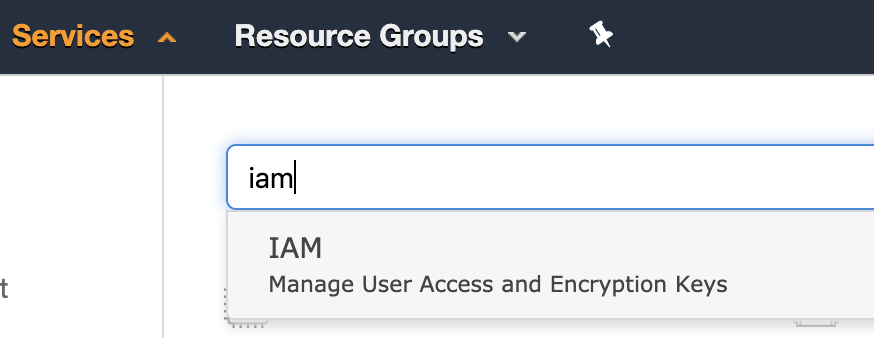 Services Resource Groups
iam
IAM
Manage User Access and Encryption Keys
t